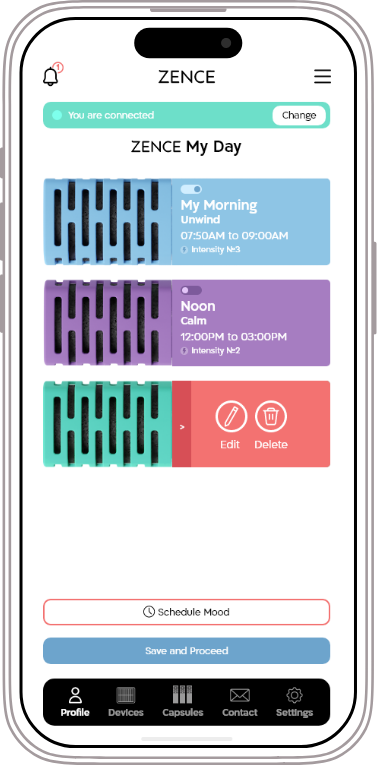 1
ZENCE
You are connected
Change
ZENCE My Day
My Morning
Unwind
07:50AM to 09:00AM
Intensity №3
Noon
Calm
12:00PM to 03:00PM
Intensity №2
>
Edit Delete
Schedule Mood
Save and Proceed
Profile Devices Capsules Contact Settings